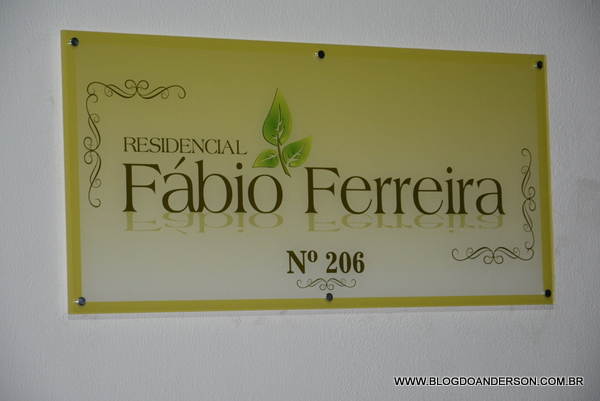 RESIDENCIAL
Fábio Ferreira
Nº 206
WWW.BLOGDOANDERSON.COM.BR